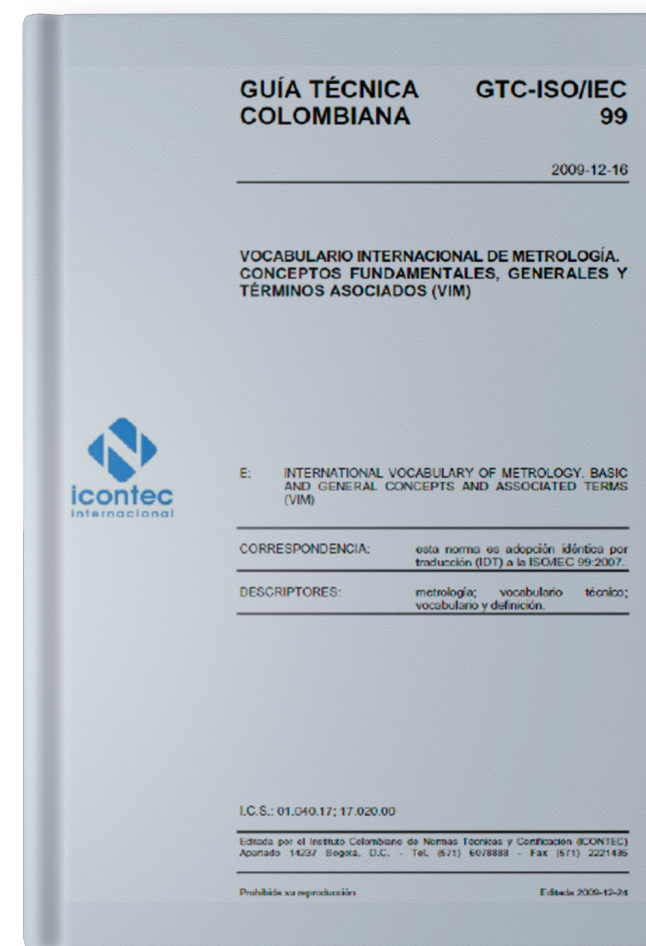 GUÍA TÉCNICA GTC-ISO/IEC
COLOMBIANA 99
2009-12-16
VOCABULARIO INTERNACIONAL DE METROLOGÍA.
CONCEPTOS FUNDAMENTALES, GENERALES Y
TÉRMINOS ASOCIADOS (VIM)
icontec
internacional
E: INTERNATIONAL VOCABULARY OF METROLOGY. BASIC
AND GENERAL CONCEPTS AND ASSOCIATED TERMS
(VIM)
CORRESPONDENCIA: esta norma es adopción idéntica por
traducción (IDT) a la ISO/IEC 99:2007.
DESCRIPTORES: metrología; vocabulario técnico;
vocabulario y definición.
I.C.S.: 01.040.17; 17.020.00
Editada por el Instituto Colombiano de Normas Técnicas y Certificación (ICONTEC)
Apartado 14237 Bogotá, D.C. - Tel. (571) 6078888 - Fax (571) 2221435
Prohibida su reproducción Editada 2009-12-24